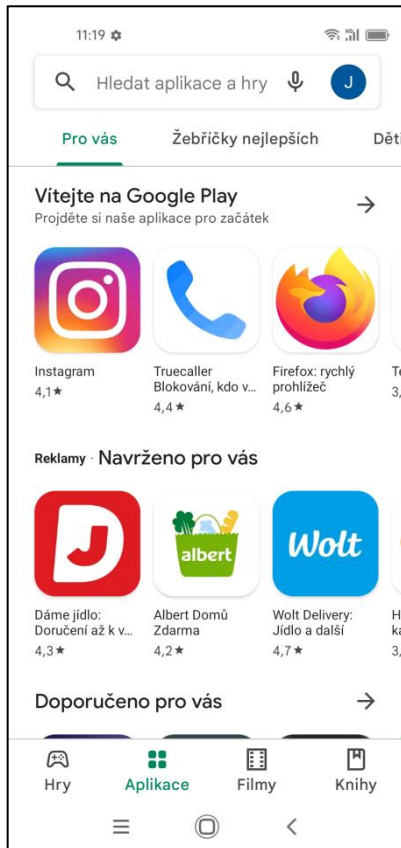 11:19
Hledat aplikace a hry
J
Pro vás Žebříčky nejlepších Děti
Vítejte na Google Play
Projděte si naše aplikace pro začátek
Instagram
4,1★
Truecaller
Blokování, kdo v...
4,4★
Firefox: rychlý
prohlížeč
4,6★
Reklamy · Navrženo pro vás
albert
Wolt
Dáme jídlo:
Doručení až k v...
4,3★
Albert Domů
Zdarma
4,2★
Wolt Delivery:
Jídlo a další
4,7★
Doporučeno pro vás
Hry Aplikace Filmy Knihy